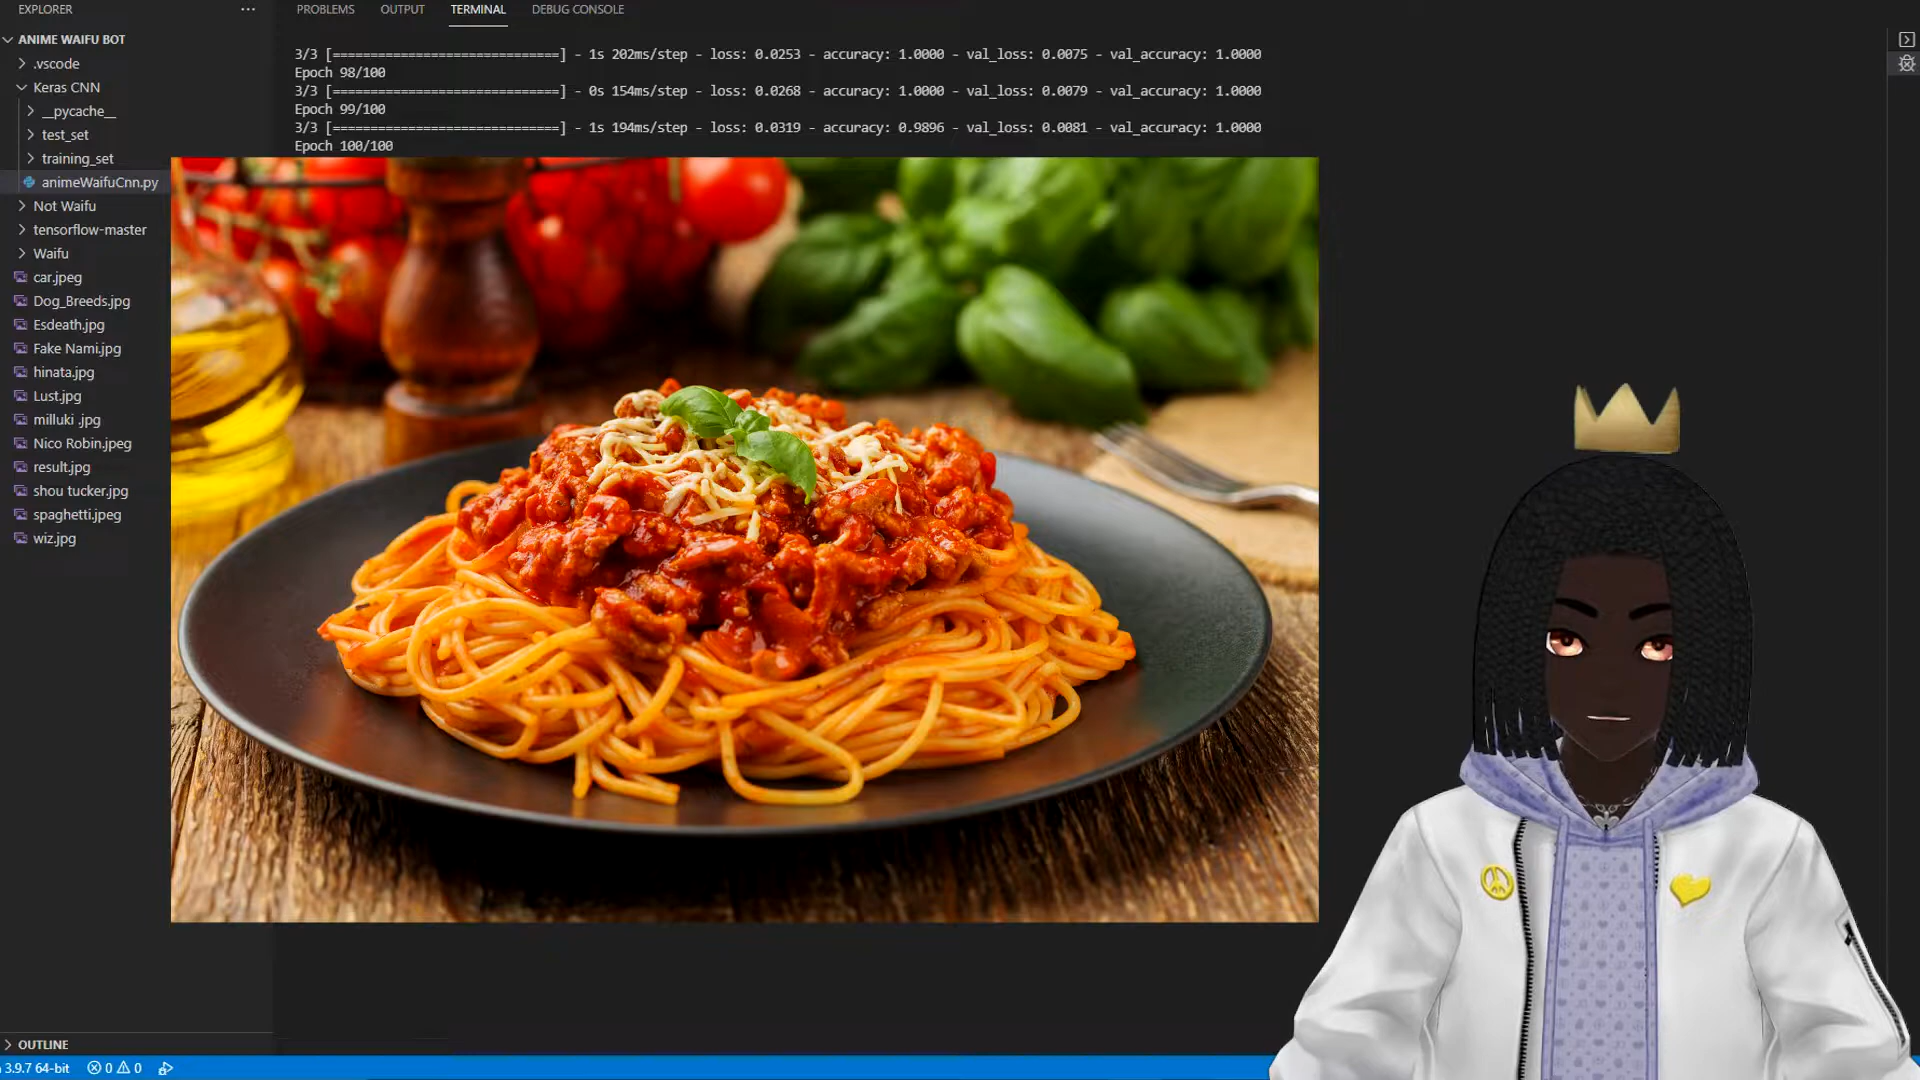 EXPLORER
PROBLEMS OUTPUT TERMINAL DEBUG CONSOLE
ANIME WAIFU BOT
.vscode
Keras CNN
__pycache__
test_set
training_set
animeWaifuCnn.py
Not Waifu
tensorflow-master
Waifu
car.jpeg
Dog_Breeds.jpg
Esdeath.jpg
Fake Nami.jpg
hinata.jpg
Lust.jpg
milluki .jpg
Nico Robin.jpeg
result.jpg
shou tucker.jpg
spaghetti.jpeg
wiz.jpg
3/3 [==============================] - 1s 202ms/step - loss: 0.0253 - accuracy: 1.0000 - val_loss: 0.0075 - val_accuracy: 1.0000
Epoch 98/100
3/3 [==============================] - 0s 154ms/step - loss: 0.0268 - accuracy: 1.0000 - val_loss: 0.0079 - val_accuracy: 1.0000
Epoch 99/100
3/3 [==============================] - 1s 194ms/step - loss: 0.0319 - accuracy: 0.9896 - val_loss: 0.0081 - val_accuracy: 1.0000
Epoch 100/100
OUTLINE
3.9.7 64-bit 0 0